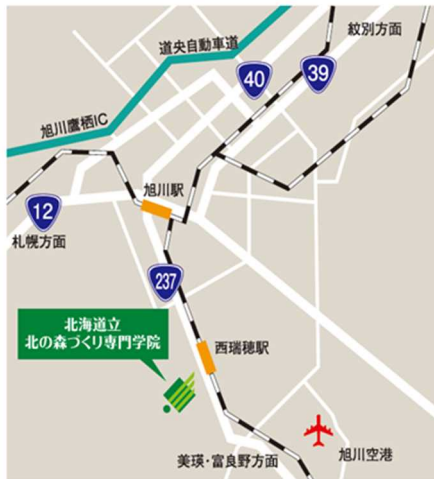 道央自動車道
紋別方面
40
39
旭川鷹栖IC
旭川駅
12
札幌方面
237
北海道立
北の森づくり専門学院
西瑞穂駅
美瑛・富良野方面
旭川空港